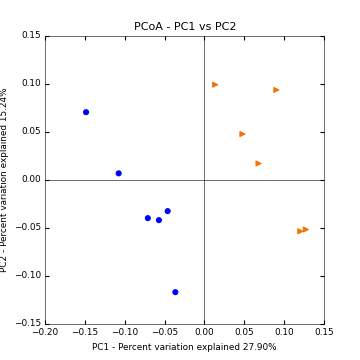 PCoA - PC1 vs PC2
0.15
0.10
0.05
0.00
−0.05
−0.10
−0.15
PC2 - Percent variation explained 15.24%
−0.20 −0.15 −0.10 −0.05 0.00 0.05 0.10 0.15
PC1 - Percent variation explained 27.90%